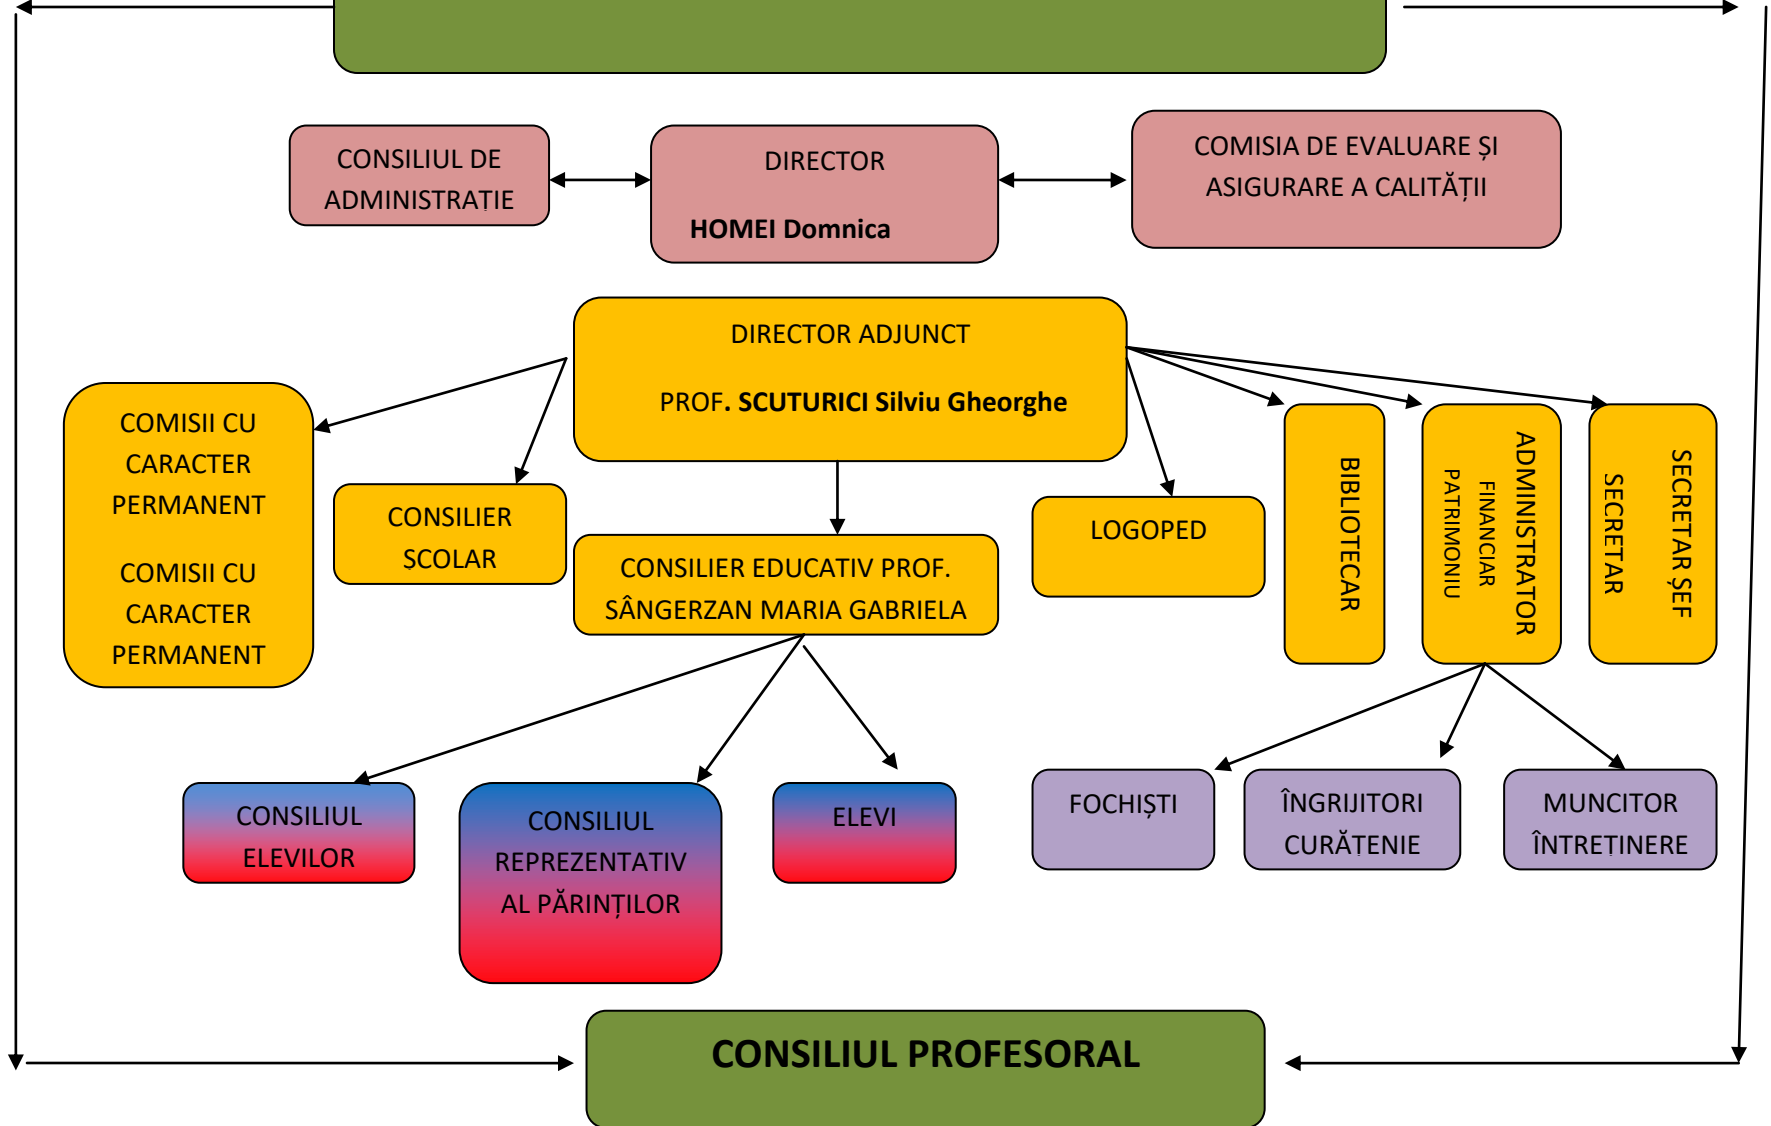 CONSILIUL DE
ADMINISTRAȚIE
DIRECTOR
HOMEI Domnica
COMISIA DE EVALUARE ȘI
ASIGURARE A CALITĂȚII
DIRECTOR ADJUNCT
PROF. SCUTURICI Silviu Gheorghe
COMISII CU
CARACTER
PERMANENT
COMISII CU
CARACTER
PERMANENT
CONSILIER
ȘCOLAR
CONSILIER EDUCATIV PROF.
SÂNGERZAN MARIA GABRIELA
LOGOPED
BIBLIOTECAR
ADMINISTRATOR
FINANCIAR
PATRIMONIU
SECRETAR ȘEF
SECRETAR
CONSILIUL
ELEVILOR
CONSILIUL
REPREZENTATIV
AL PĂRINȚILOR
ELEVI
FOCHIȘTI
ÎNGRIJITORI
CURĂȚENIE
MUNCITOR
ÎNTREȚINERE
CONSILIUL PROFESORAL